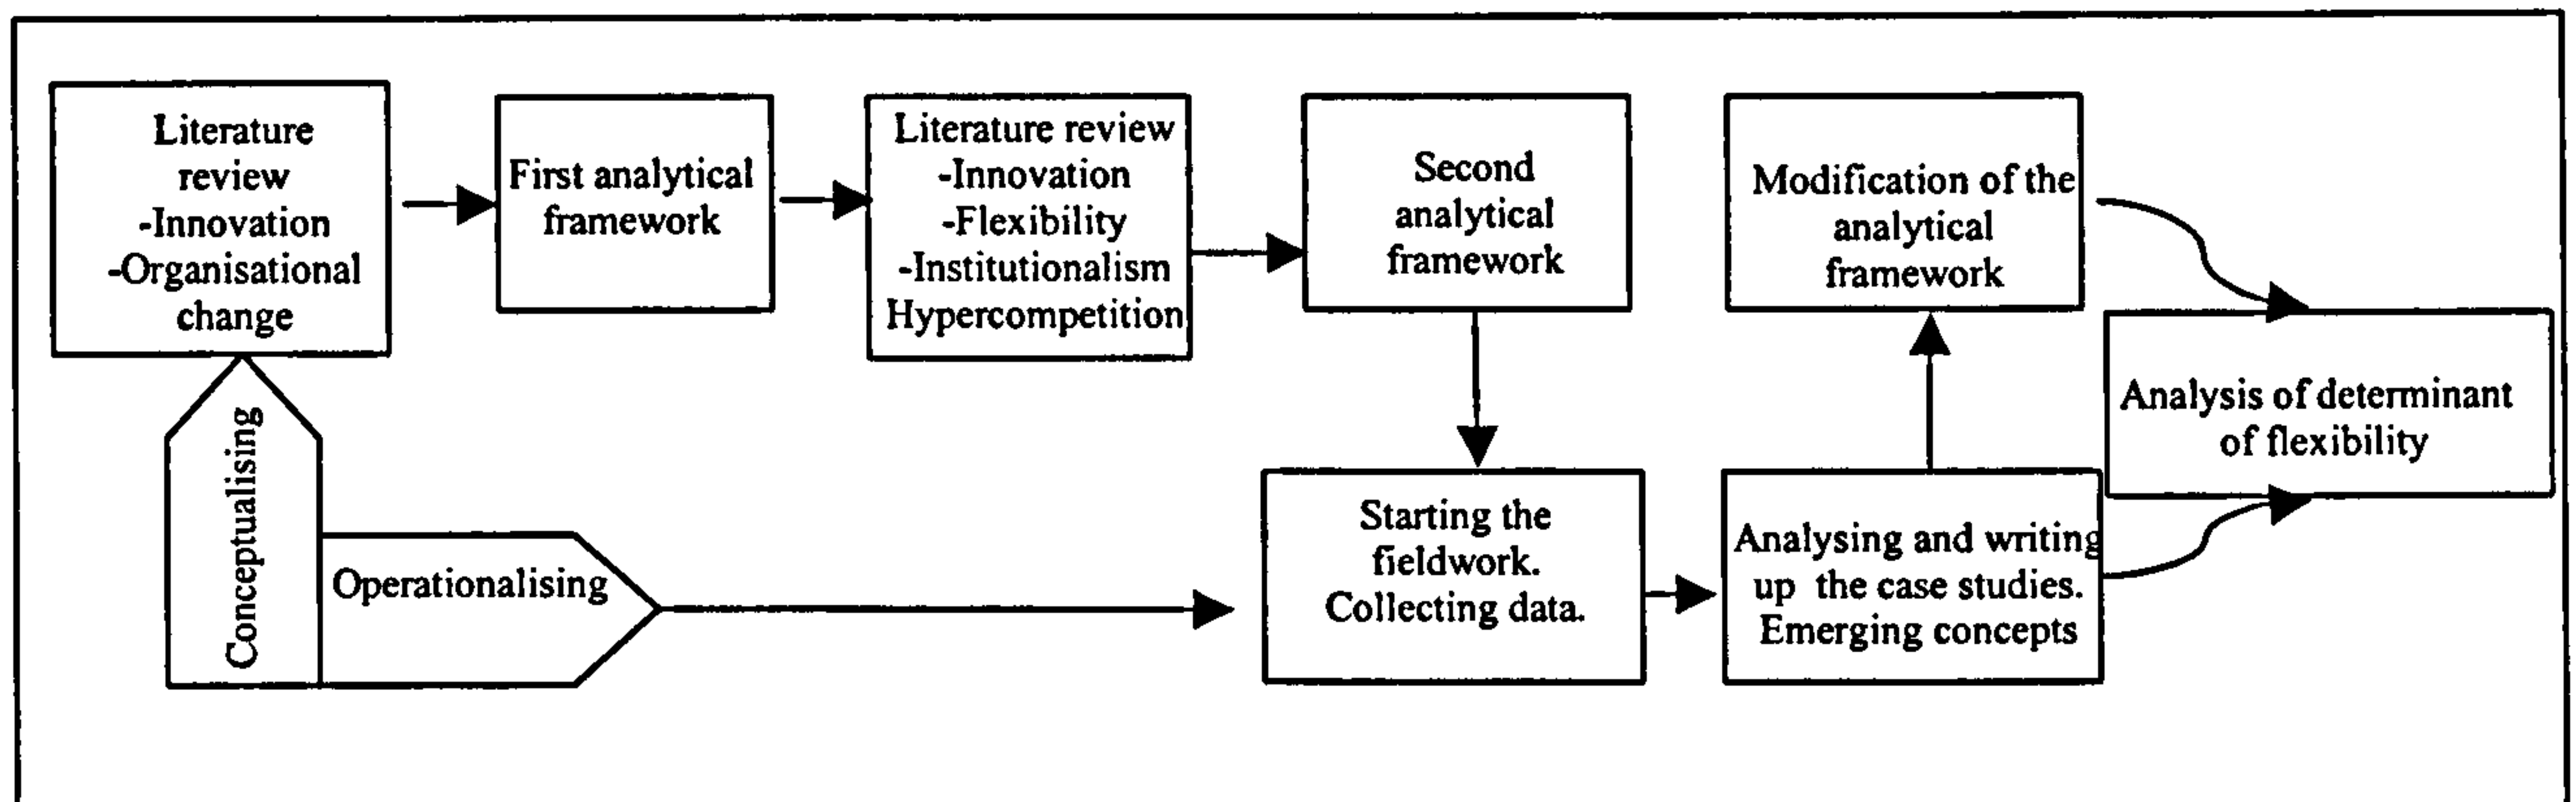 Literature
review
-Innovation
-Organisational
change
First analytical
framework
Literature review
-Innovation
-Flexibility
-Institutionalism
Hypercompetition
Second
analytical
framework
Modification of the
analytical
framework
Analysis of determinant
of flexibility
Conceptualising
Operationalising
Starting the
fieldwork.
Collecting data.
Analysing and writing
up the case studies.
Emerging concepts